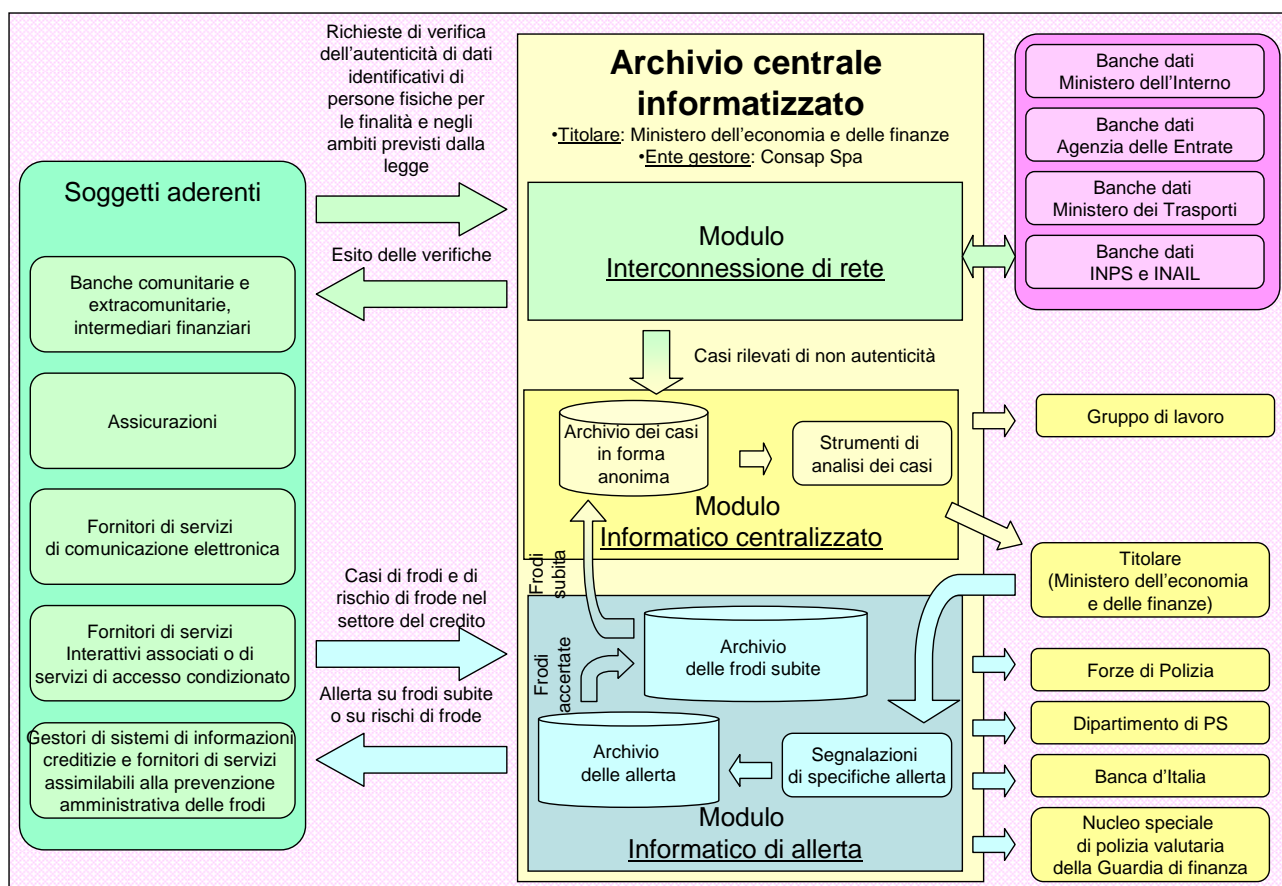 Richieste di verifica
dell'autenticità di dati
identificativi di
persone fisiche per
le finalità e negli
ambiti previsti dalla
legge
Esito delle verifiche
Soggetti aderenti
Banche comunitarie e
extracomunitarie,
intermediari finanziari
Assicurazioni
Fornitori di servizi
di comunicazione elettronica
Fornitori di servizi
Interattivi associati o di
servizi di accesso condizionato
Gestori di sistemi di informazioni
creditizie e fornitori di servizi
assimilabili alla prevenzione
amministrativa delle frodi
Casi di frodi e di
rischio di frode nel
settore del credito
Allerta su frodi subite
o su rischi di frode
Archivio centrale
informatizzato
•Titolare: Ministero dell'economia e delle finanze
•Ente gestore: Consap Spa
Modulo
Interconnessione di rete
Casi rilevati di non autenticità
Archivio dei casi
in forma
anonima
Strumenti di
analisi dei casi
Modulo
Informatico centralizzato
Frodi
subita
Archivio
delle frodi subite
Frodi
accertate
Archivio
delle allerta
Segnalazioni
di specifiche allerta
Modulo
Informatico di allerta
Banche dati
Ministero dell'Interno
Banche dati
Agenzia delle Entrate
Banche dati
Ministero dei Trasporti
Banche dati
INPS e INAIL
Gruppo di lavoro
Titolare
(Ministero dell'economia
e delle finanze)
Forze di Polizia
Dipartimento di PS
Banca d'Italia
Nucleo speciale
di polizia valutaria
della Guardia di finanza